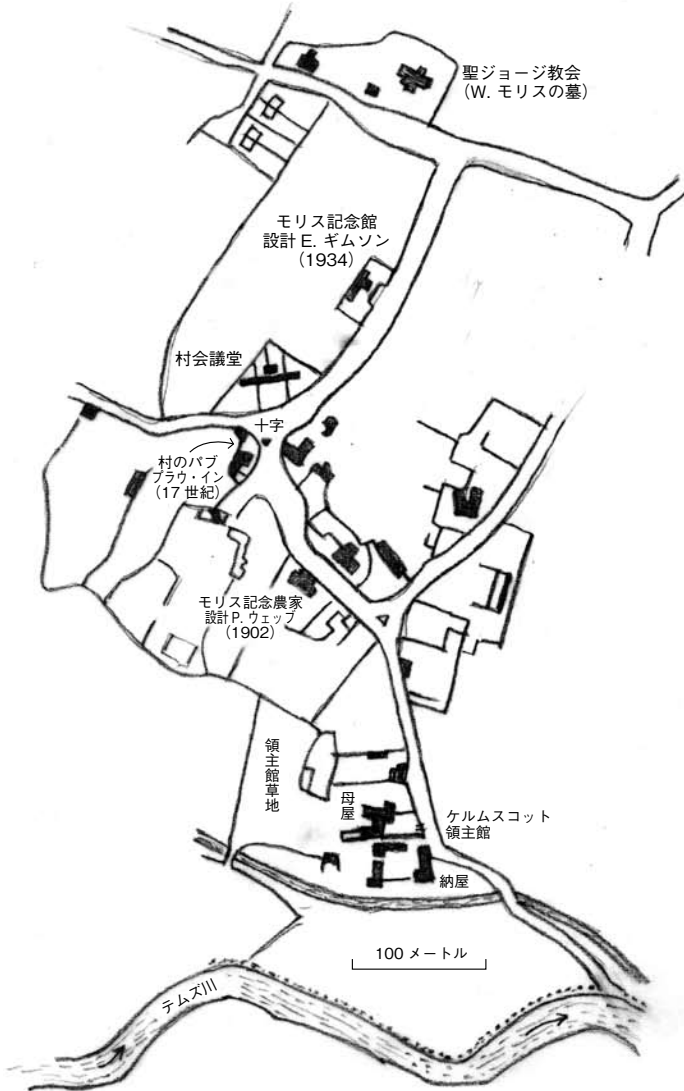 聖ジョージ教会
(W. モリスの墓)
モリス記念館
設計 E. ギムソン
(1934)
村会議堂
十字
村のパブ
プラウ・イン
(17 世紀)
モリス記念農家
設計 P. ウェッブ
(1902)
領主館草地
母屋
ケルムスコット
領主館
納屋
100 メートル
テムズ川